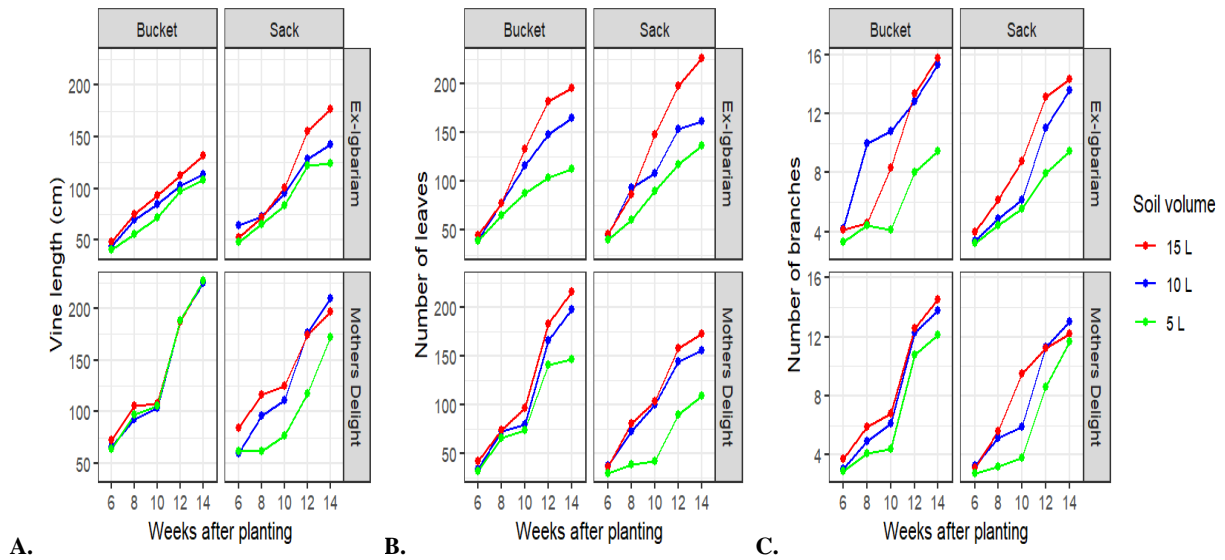 Bucket Sack
Vine length (cm)
200
150
100
50
Ex-Igbariam
200
150
100
50
Mothers Delight
6 8 10 12 14 6 8 10 12 14
Weeks after planting
A.
Bucket Sack
Number of leaves
200
150
100
50
Ex-Igbariam
200
150
100
50
Mothers Delight
6 8 10 12 14 6 8 10 12 14
Weeks after planting
B.
Bucket Sack
Number of branches
16
12
8
4
Ex-Igbariam
16
12
8
4
Mothers Delight
6 8 10 12 14 6 8 10 12 14
Weeks after planting
C.
Soil volume
15 L
10 L
5 L